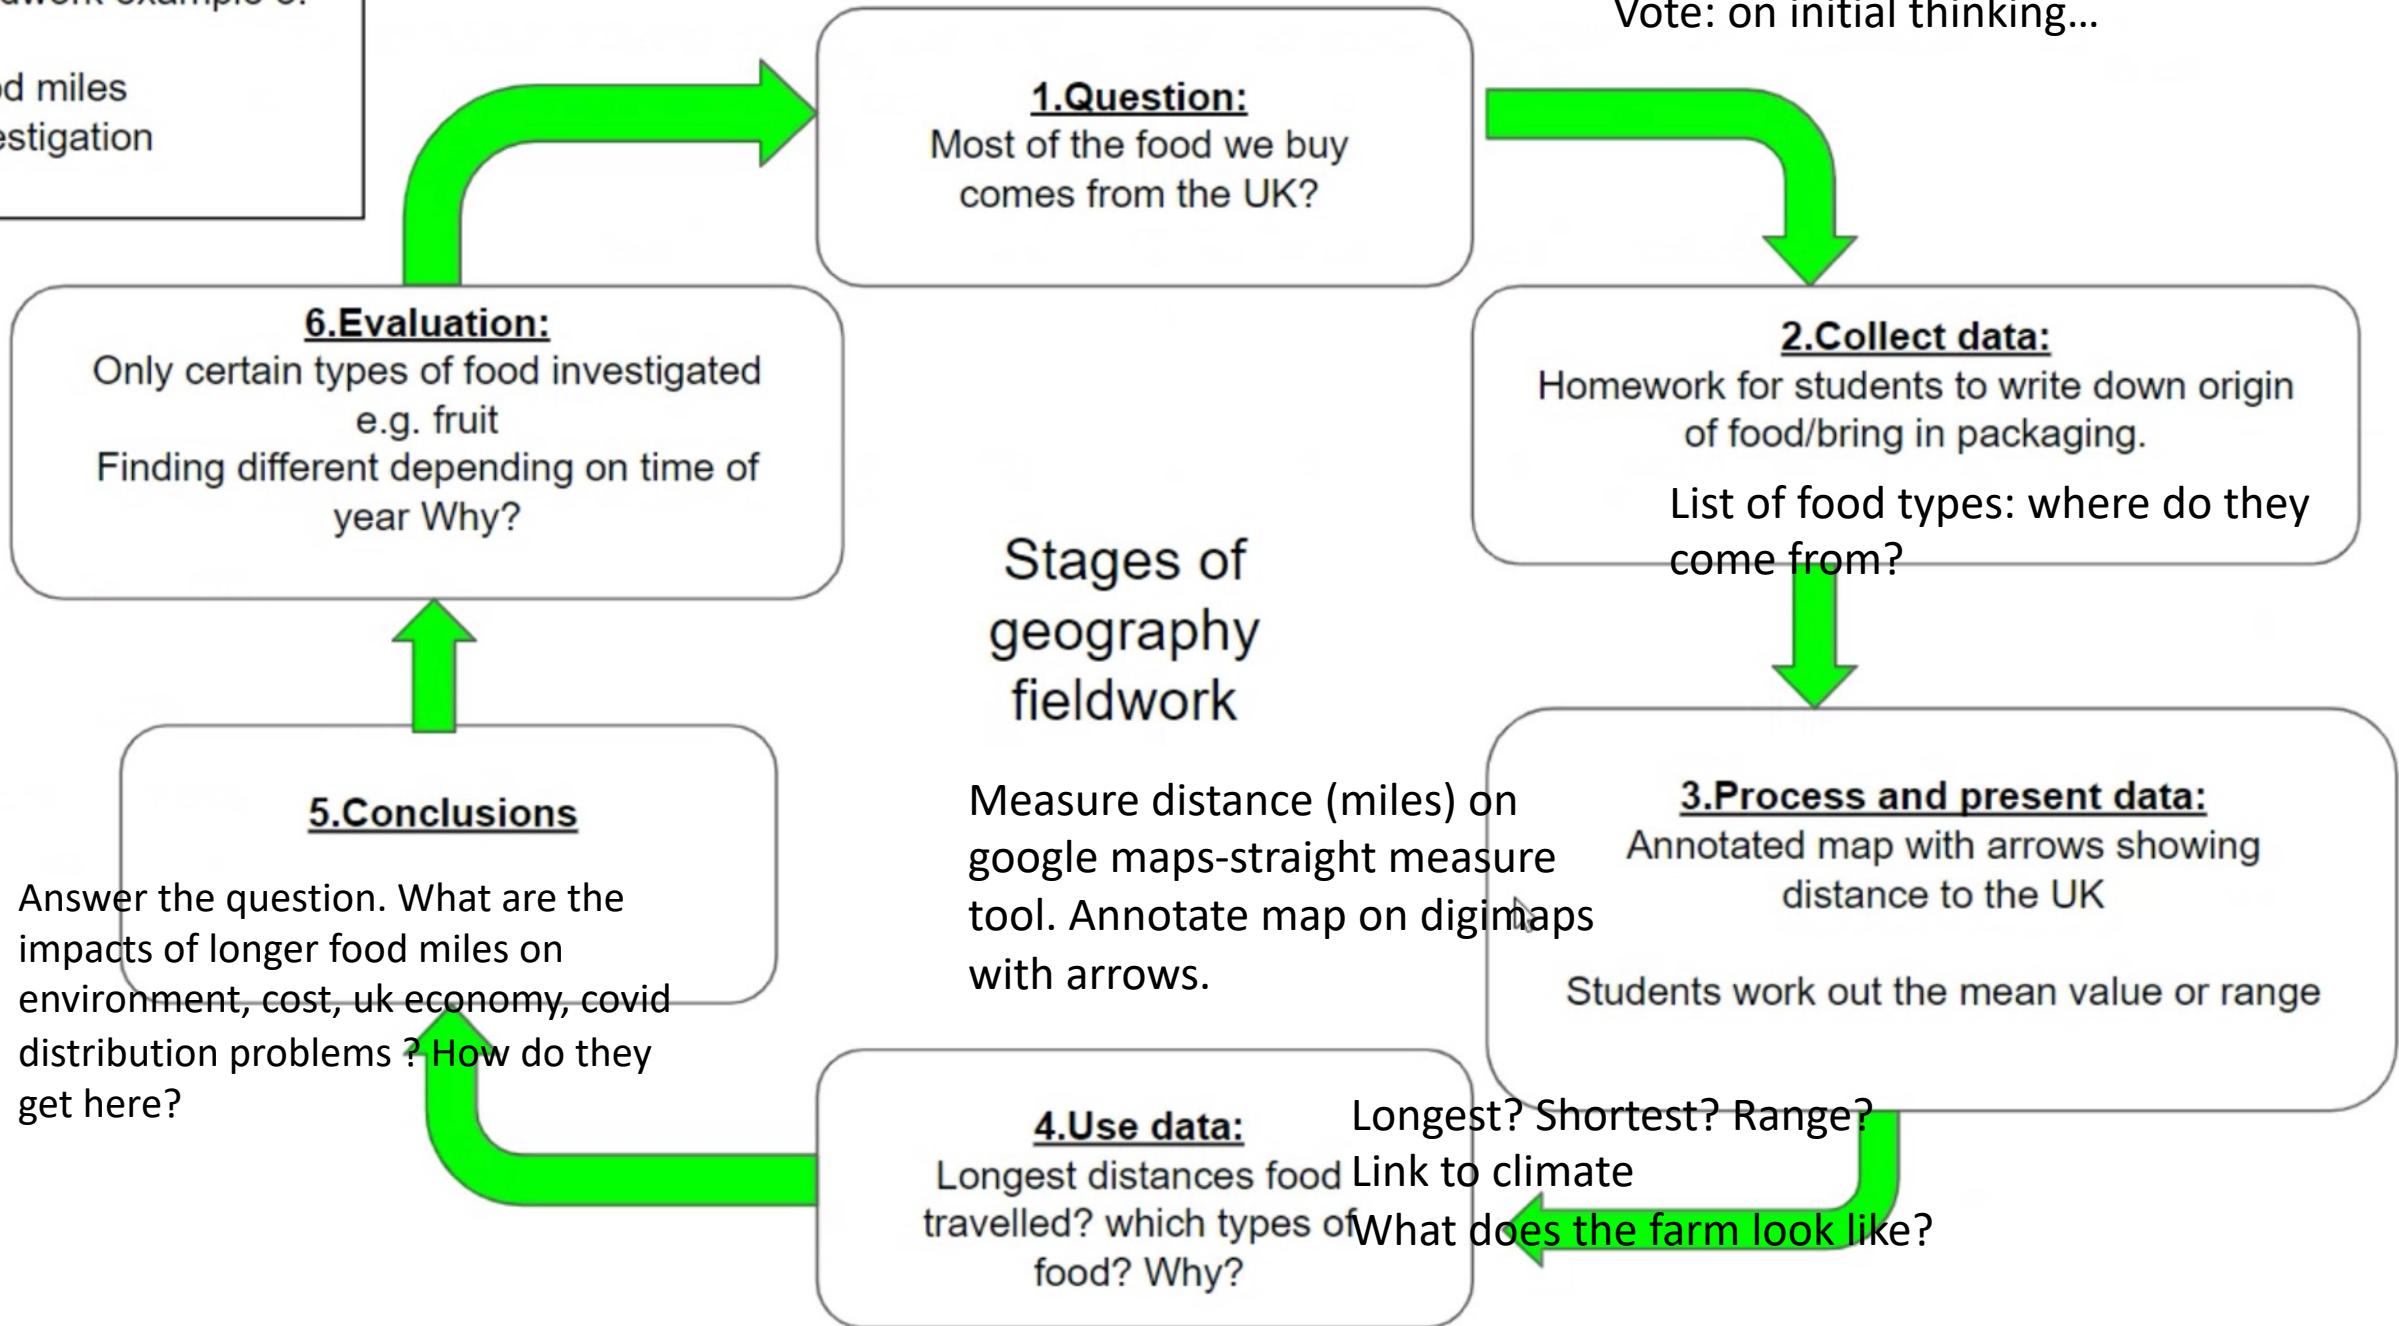 d miles
estigation
Vote: on initial thinking...
1.Question:
Most of the food we buy
comes from the UK?
2.Collect data:
Homework for students to write down origin
of food/bring in packaging.
List of food types: where do they
come from?
3.Process and present data:
Annotated map with arrows showing
distance to the UK
Students work out the mean value or range
Stages of
geography
fieldwork
Measure distance (miles) on
google maps-straight measure
tool. Annotate map on digimaps
with arrows.
4.Use data:
Longest distances food
travelled? which types of
food? Why?
Longest? Shortest? Range?
Link to climate
What does the farm look like?
5.Conclusions
Answer the question. What are the
impacts of longer food miles on
environment, cost, uk economy, covid
distribution problems ? How do they
get here?
6.Evaluation:
Only certain types of food investigated
e.g. fruit
Finding different depending on time of
year Why?